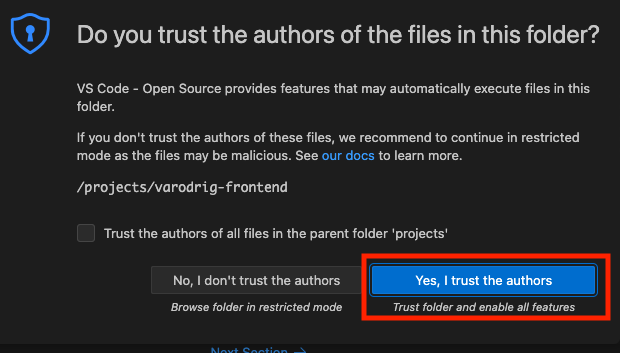 Do you trust the authors of the files in this folder?
VS Code - Open Source provides features that may automatically execute files in this
folder.
If you don't trust the authors of these files, we recommend to continue in restricted
mode as the files may be malicious. See our docs to learn more.
/projects/varodrig-frontend
Trust the authors of all files in the parent folder 'projects'
No, I don't trust the authors
Yes, I trust the authors
Browse folder in restricted mode
Trust folder and enable all features
Next Section →